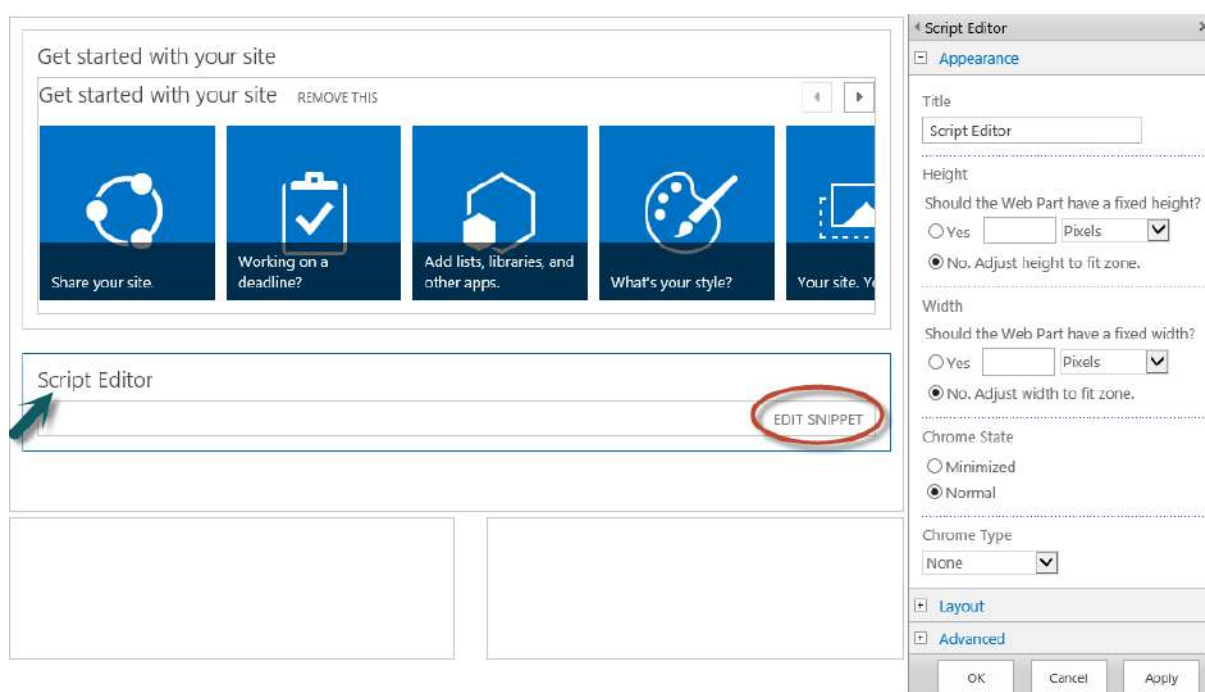 Get started with your site
Get started with your site REMOVE THIS
Share your site.
Working on a
deadline?
Add lists, libraries, and
other apps.
What's your style?
Your site. Yo
Script Editor
EDIT SNIPPET
Script Editor
Appearance
Title
Script Editor
Height
Should the Web Part have a fixed height?
Yes Pixels
No. Adjust height to fit zone.
Width
Should the Web Part have a fixed width?
Yes Pixels
No. Adjust width to fit zone.
Chrome State
Minimized
Normal
Chrome Type
None
Layout
Advanced
OK Cancel Apply